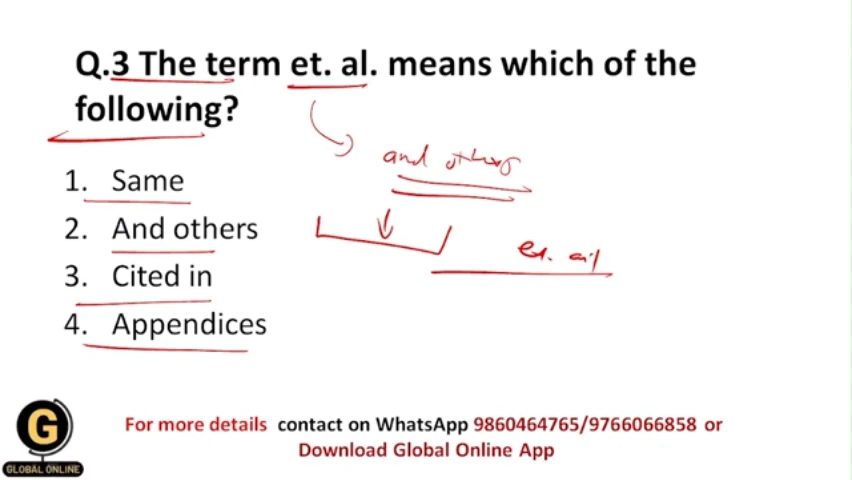 Q.3 The term et. al. means which of the
following?
and others
1. Same
2. And others
et. al
3. Cited in
4. Appendices
G
GLOBAL ONLINE
For more details contact on WhatsApp 9860464765/9766066858 or
Download Global Online App